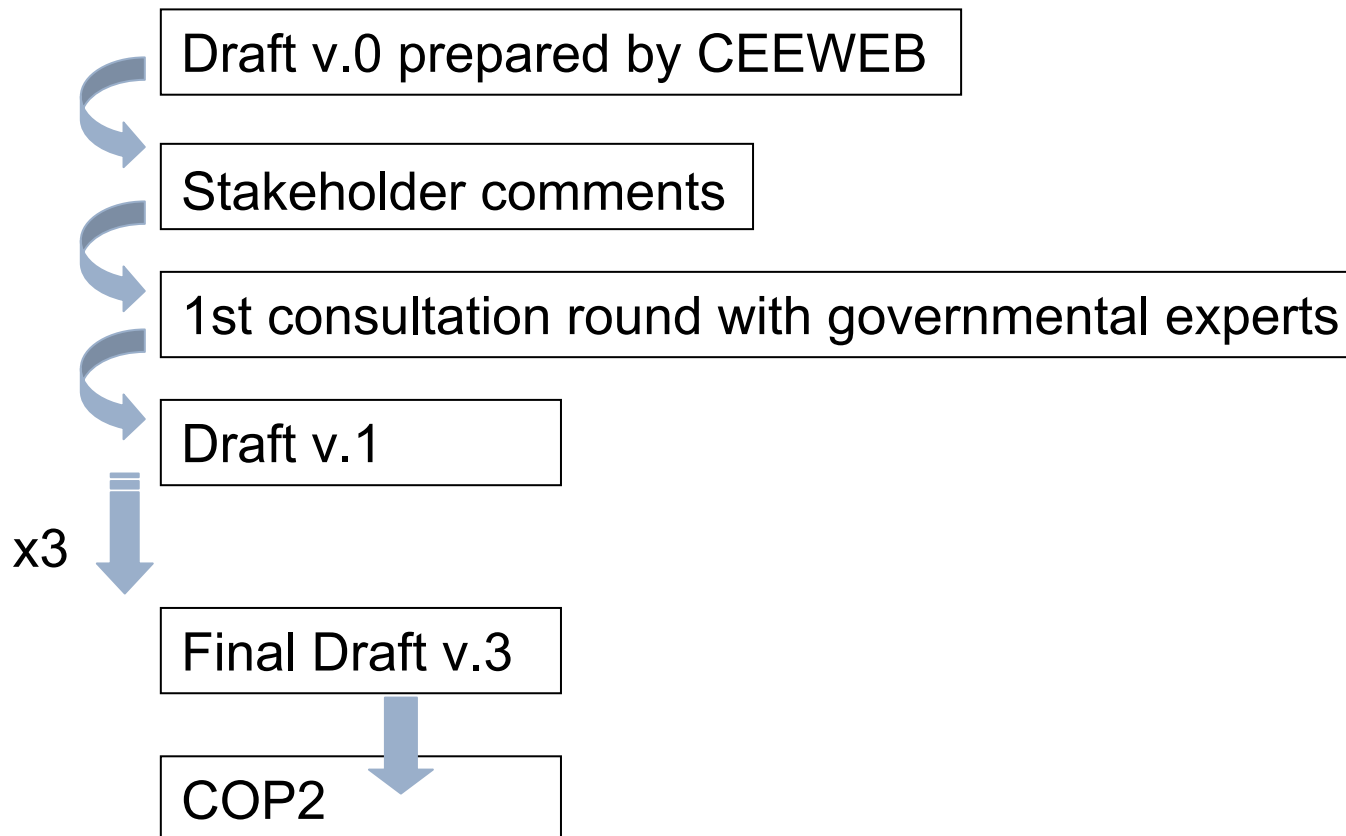 Draft v.0 prepared by CEEWEB
Stakeholder comments
1st consultation round with governmental experts
Draft v.1
x3
Final Draft v.3
COP2